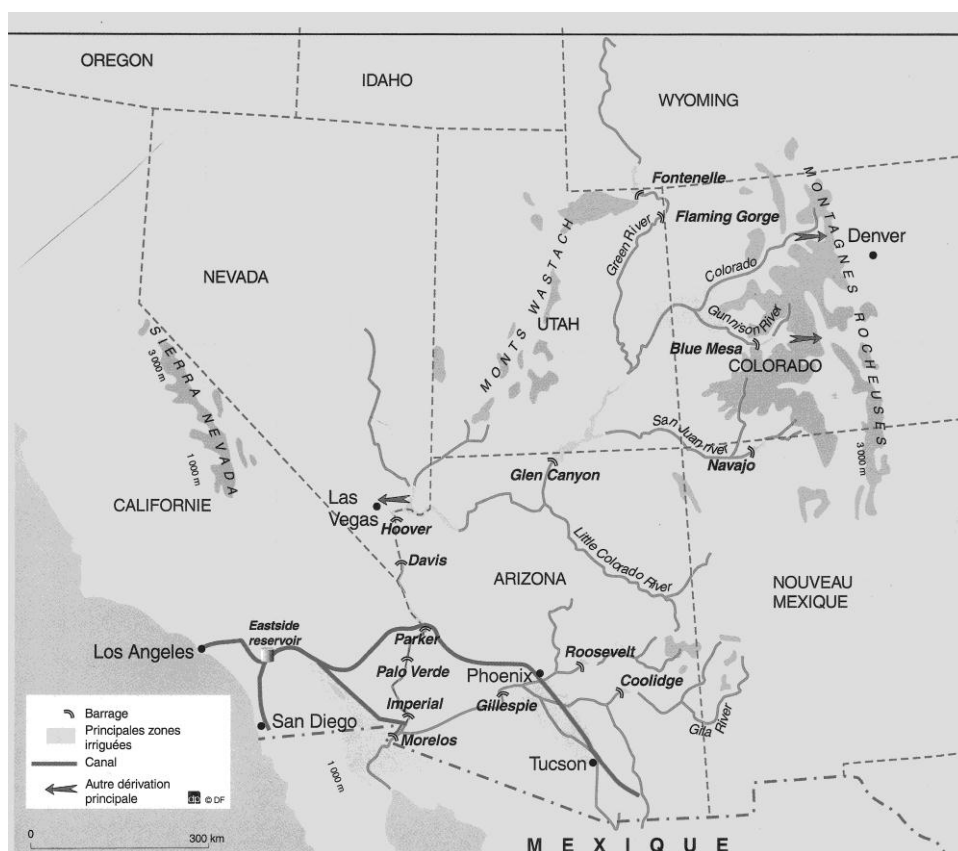 OREGON
IDAHO
WYOMING
Fontenelle
Flaming Gorge
Green River
MONTAGNES ROCHEUSES
Denver
Colorado
NEVADA
MONTS WASTACH
UTAH
Gunnison River
Blue Mesa
COLORADO
SIERRA NEVADA
3 000 m
1 000 m
San Juan river
Navajo
3 000 m
Glen Canyon
CALIFORNIE
Las
Vegas
Hoover
Davis
Little Colorado River
ARIZONA
NOUVEAU
MEXIQUE
Eastside
reservoir
Los Angeles
Parker
Palo Verde
Phoenix
Roosevelt
Coolidge
Imperial
Gillespie
Gila River
San Diego
Morelos
Tucson
1 000 m
Barrage
Principales zones
irriguées
Canal
Autre dérivation
principale
© DF
0
300 km
MEXIQUE